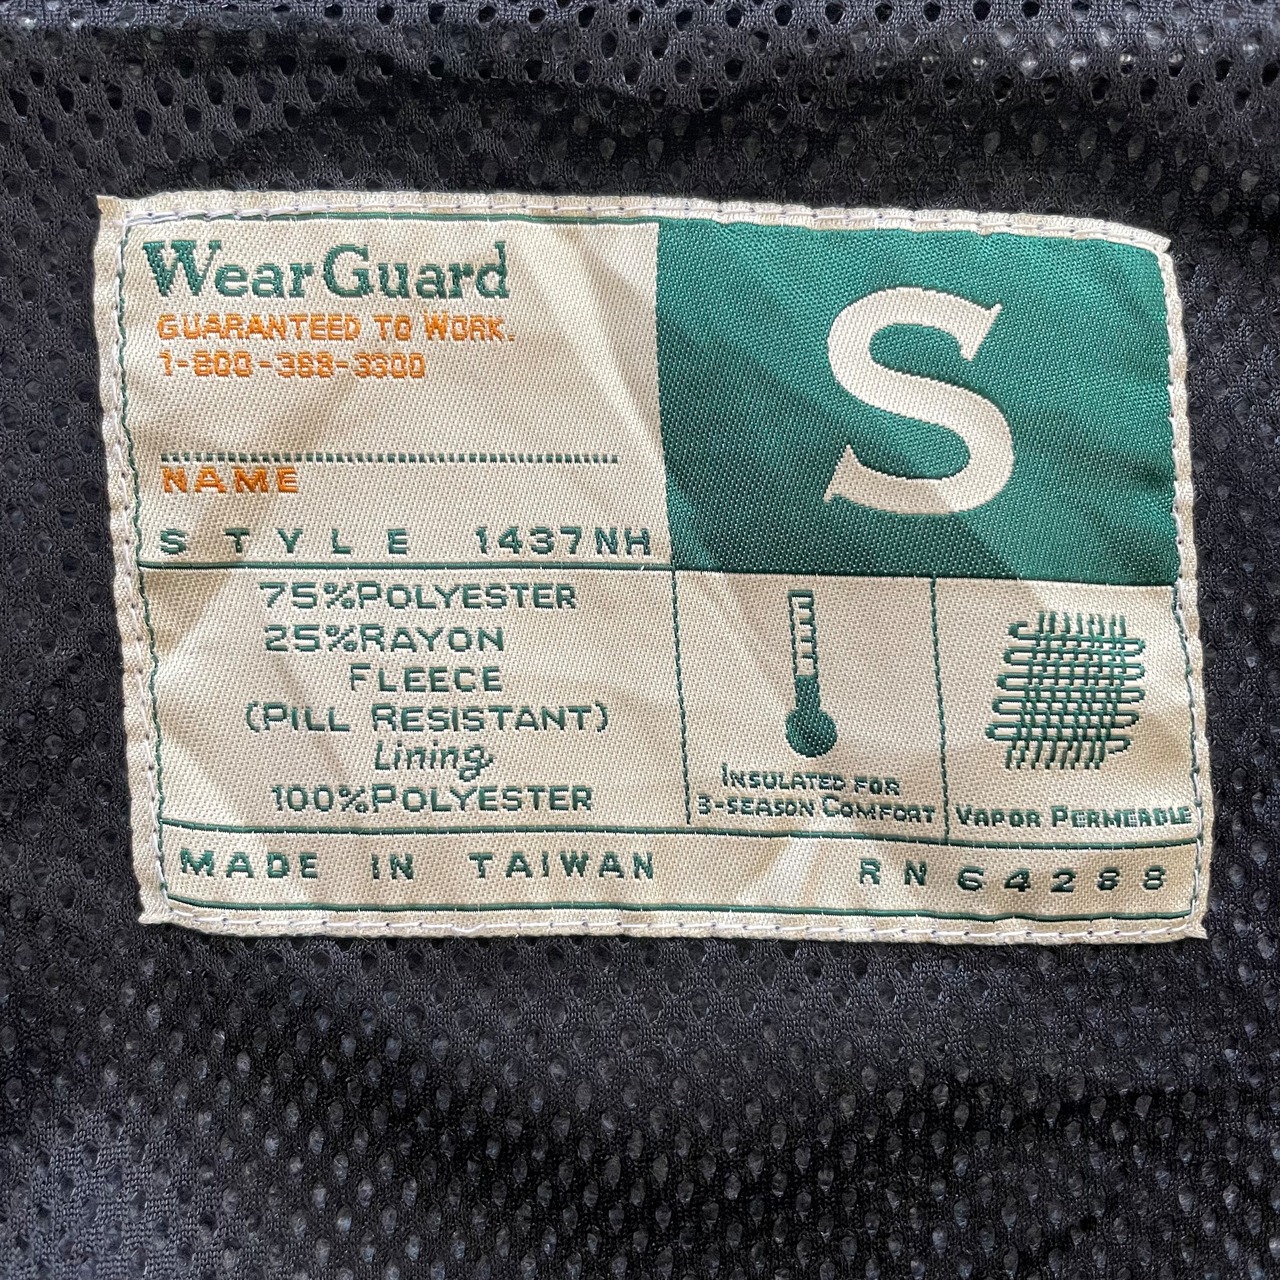 WearGuard
GUARANTEED TO WORK.
1-800-388-3300
NAME
STYLE 1437NH
S
75%POLYESTER
25%RAYON
FLEECE
(PILL RESISTANT)
Lining
100%POLYESTER
INSULATED FOR
3-SEASON COMFORT
VAPOR PERMEABLE
MADE IN TAIWAN
RN64288